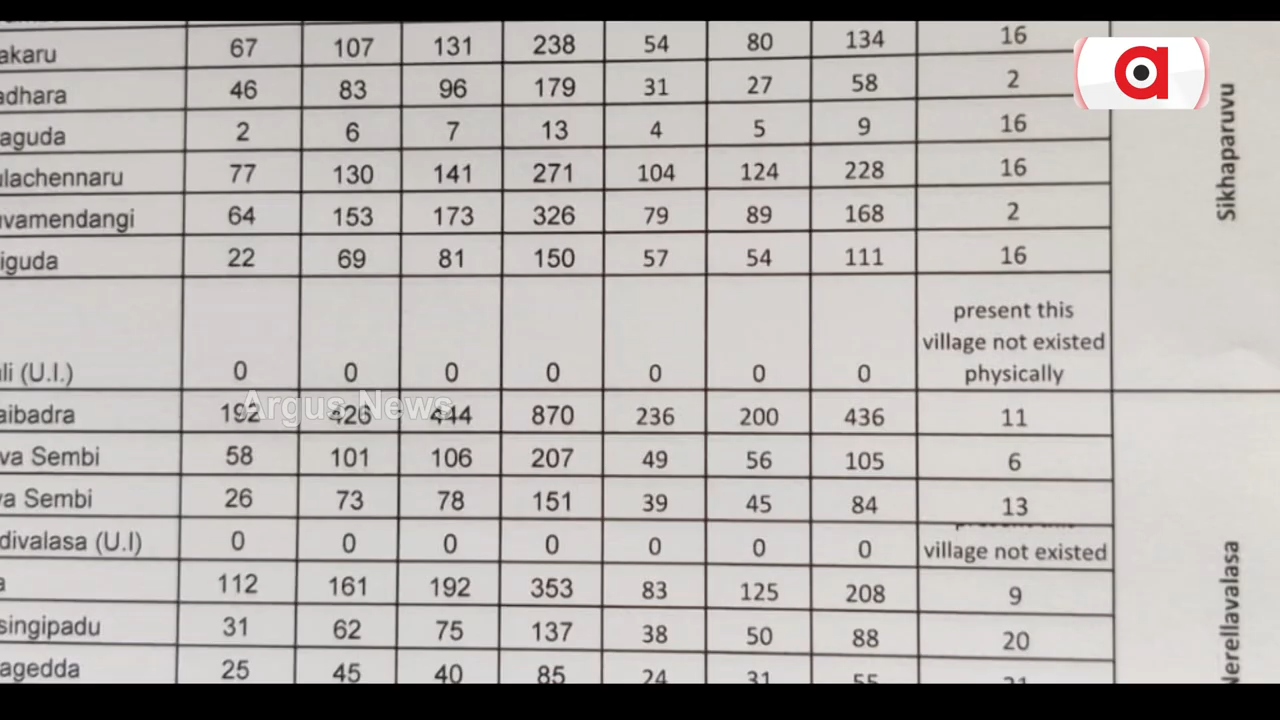 akaru 67 107 131 238 54 80 134 16
adhara 46 83 96 179 31 27 58 2
aguda 2 6 7 13 4 5 9 16
ulachennaru 77 130 141 271 104 124 228 16
uvamendangi 64 153 173 326 79 89 168 2
iguda 22 69 81 150 57 54 111 16
Sikhaparuvu
present this
village not existed
physically
li (U.I.) 0 0 0 0 0 0 0
Argus News
aibadra 192 426 444 870 236 200 436 11
va Sembi 58 101 106 207 49 56 105 6
va Sembi 26 73 78 151 39 45 84 13
divalasa (U.I) 0 0 0 0 0 0 0 village not existed
a 112 161 192 353 83 125 208 9
singipadu 31 62 75 137 38 50 88 20
agedda 25 45 40 85 24 31 55
Nerellavalasa
a